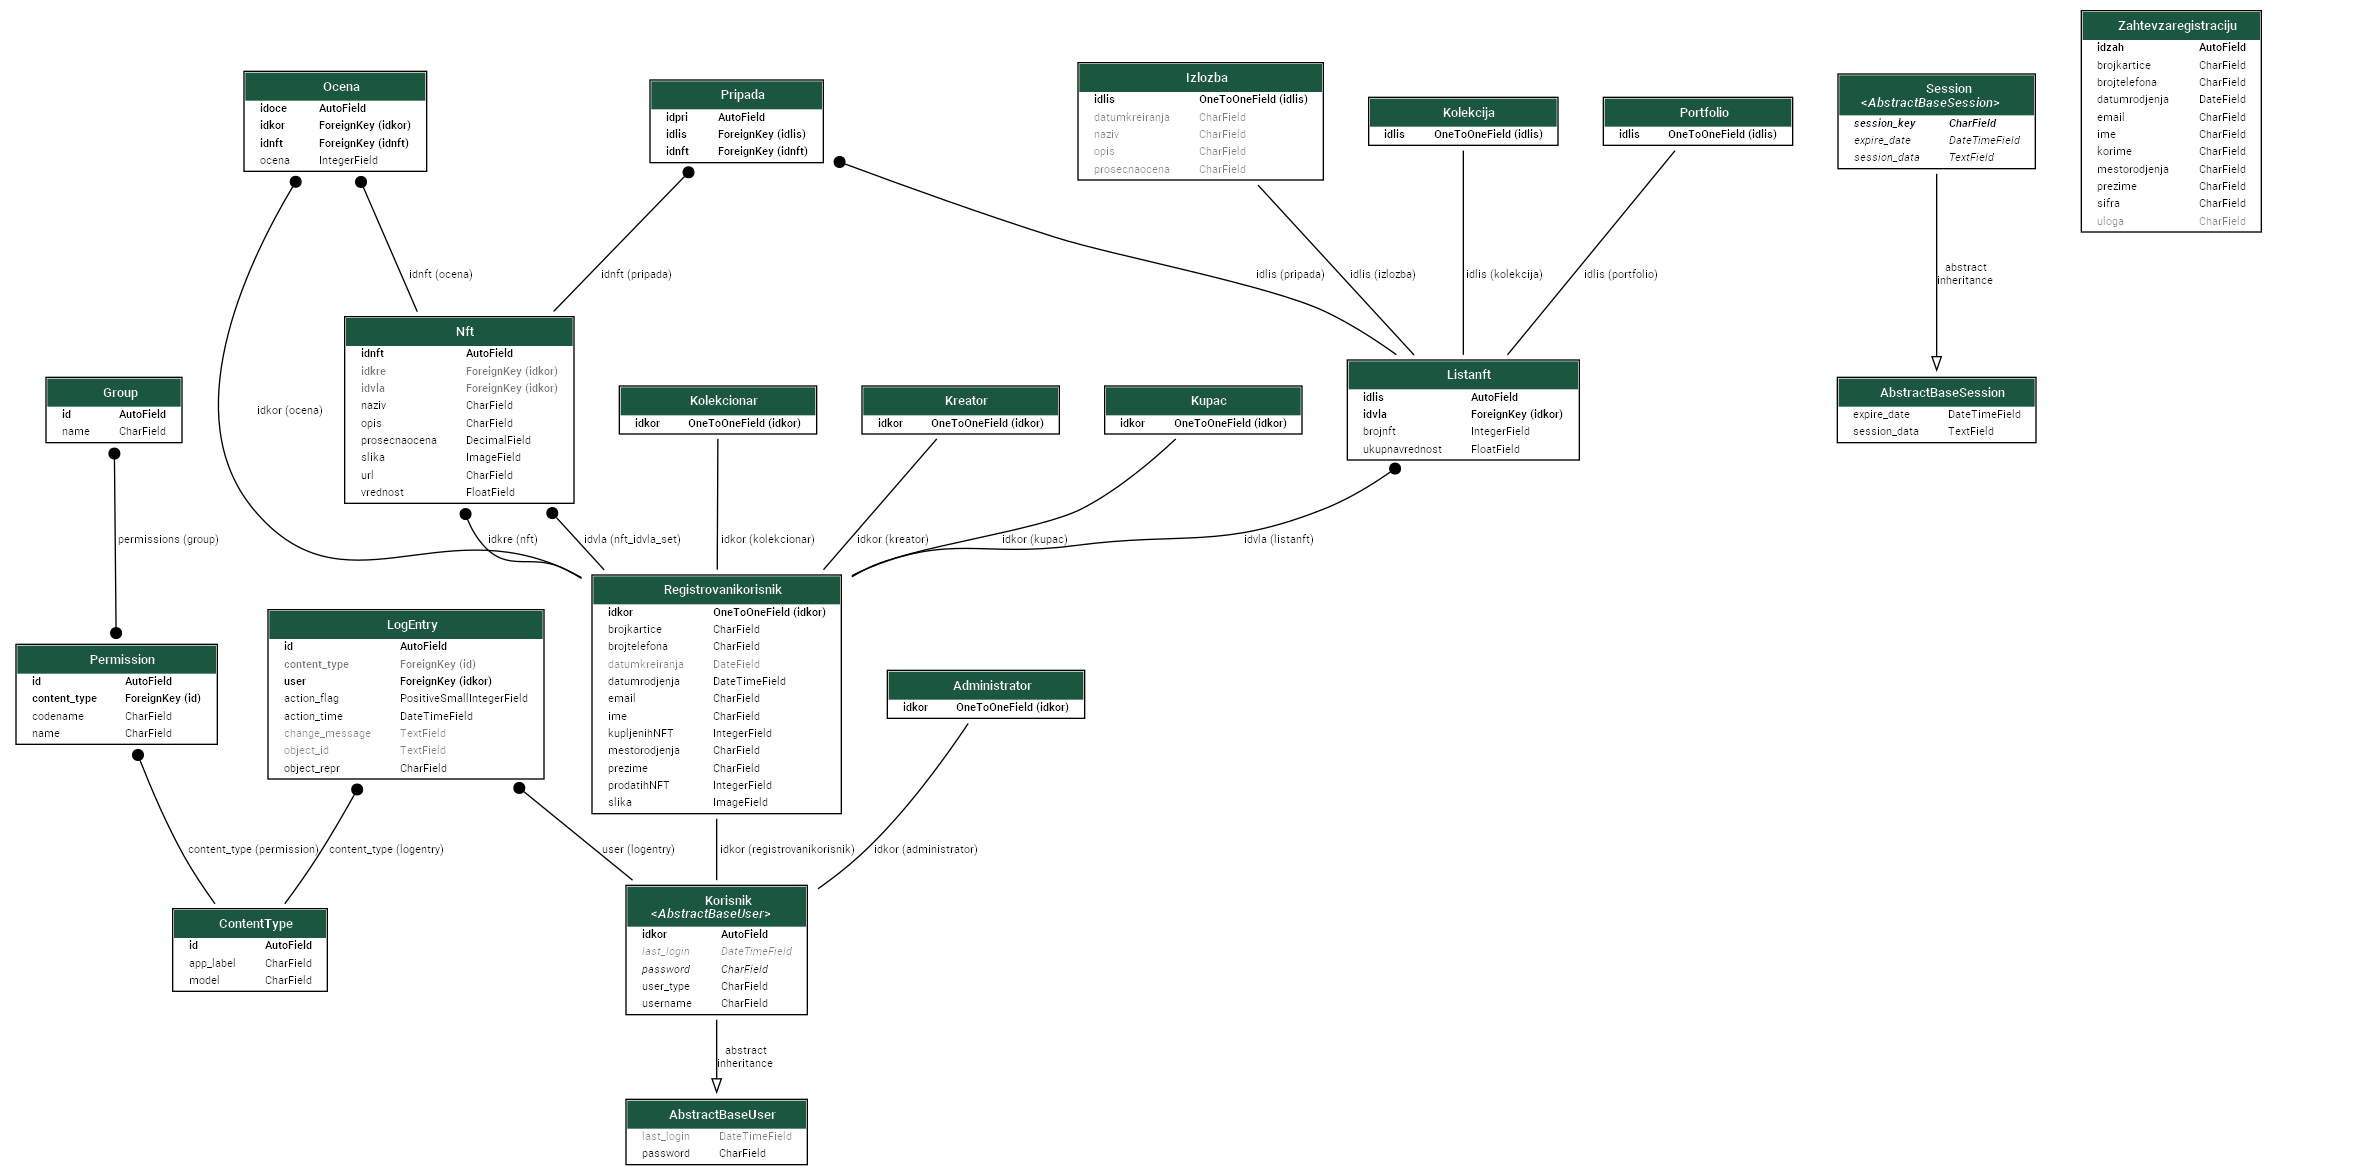 Ocena
idoce AutoField
idkor ForeignKey (idkor)
idnft ForeignKey (idnft)
ocena IntegerField
Pripada
idpri AutoField
idlis ForeignKey (idlis)
idnft ForeignKey (idnft)
Izlozba
idlis OneToOneField (idlis)
datumkreiranja CharField
naziv CharField
opis CharField
prosecnaocena CharField
Kolekcija
idlis OneToOneField (idlis)
Portfolio
idlis OneToOneField (idlis)
Session
<AbstractBaseSession>
session_key CharField
expire_date DateTimeField
session_data TextField
Zahtevzaregistraciju
idzah AutoField
brojkartice CharField
brojtelefona CharField
datumrodjenja DateField
email CharField
ime CharField
korime CharField
mestorodjenja CharField
prezime CharField
sifra CharField
uloga CharField
idnft (ocena)
idnft (pripada)
idlis (pripada)
idlis (izlozba)
idlis (kolekcija)
idlis (portfolio)
abstract
inheritance
Nft
idnft AutoField
idkre ForeignKey (idkor)
idvla ForeignKey (idkor)
naziv CharField
opis CharField
prosecnaocena DecimalField
slika ImageField
url CharField
vrednost FloatField
Group
id AutoField
name CharField
idkor (ocena)
Kolekcionar
idkor OneToOneField (idkor)
Kreator
idkor OneToOneField (idkor)
Kupac
idkor OneToOneField (idkor)
Listanft
idlis AutoField
idvla ForeignKey (idkor)
brojnft IntegerField
ukupnavrednost FloatField
AbstractBaseSession
expire_date DateTimeField
session_data TextField
permissions (group)
idkre (nft)
idvla (nft_idvla_set)
idkor (kolekcionar)
idkor (kreator)
idkor (kupac)
idvla (listanft)
Permission
id AutoField
content_type ForeignKey (id)
codename CharField
name CharField
LogEntry
id AutoField
content_type ForeignKey (id)
user ForeignKey (idkor)
action_flag PositiveSmallIntegerField
action_time DateTimeField
change_message TextField
object_id TextField
object_repr CharField
Registrovanikorisnik
idkor OneToOneField (idkor)
brojkartice CharField
brojtelefona CharField
datumkreiranja DateField
datumrodjenja DateTimeField
email CharField
ime CharField
kupljenihNFT IntegerField
mestorodjenja CharField
prezime CharField
prodatihNFT IntegerField
slika ImageField
Administrator
idkor OneToOneField (idkor)
content_type (permission)
content_type (logentry)
user (logentry)
idkor (registrovanikorisnik)
idkor (administrator)
ContentType
id AutoField
app_label CharField
model CharField
Korisnik
<AbstractBaseUser>
idkor AutoField
last_login DateTimeField
password CharField
user_type CharField
username CharField
abstract
inheritance
AbstractBaseUser
last_login DateTimeField
password CharField